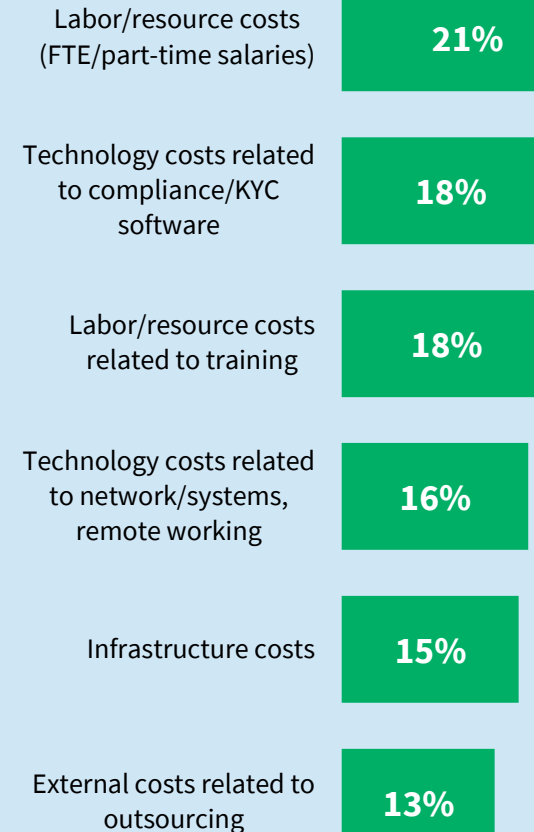 Labor/resource costs
(FTE/part-time salaries)
21%
Technology costs related
to compliance/KYC
software
18%
Labor/resource costs
related to training
18%
Technology costs related
to network/systems,
remote working
16%
Infrastructure costs
15%
External costs related to
outsourcing
13%